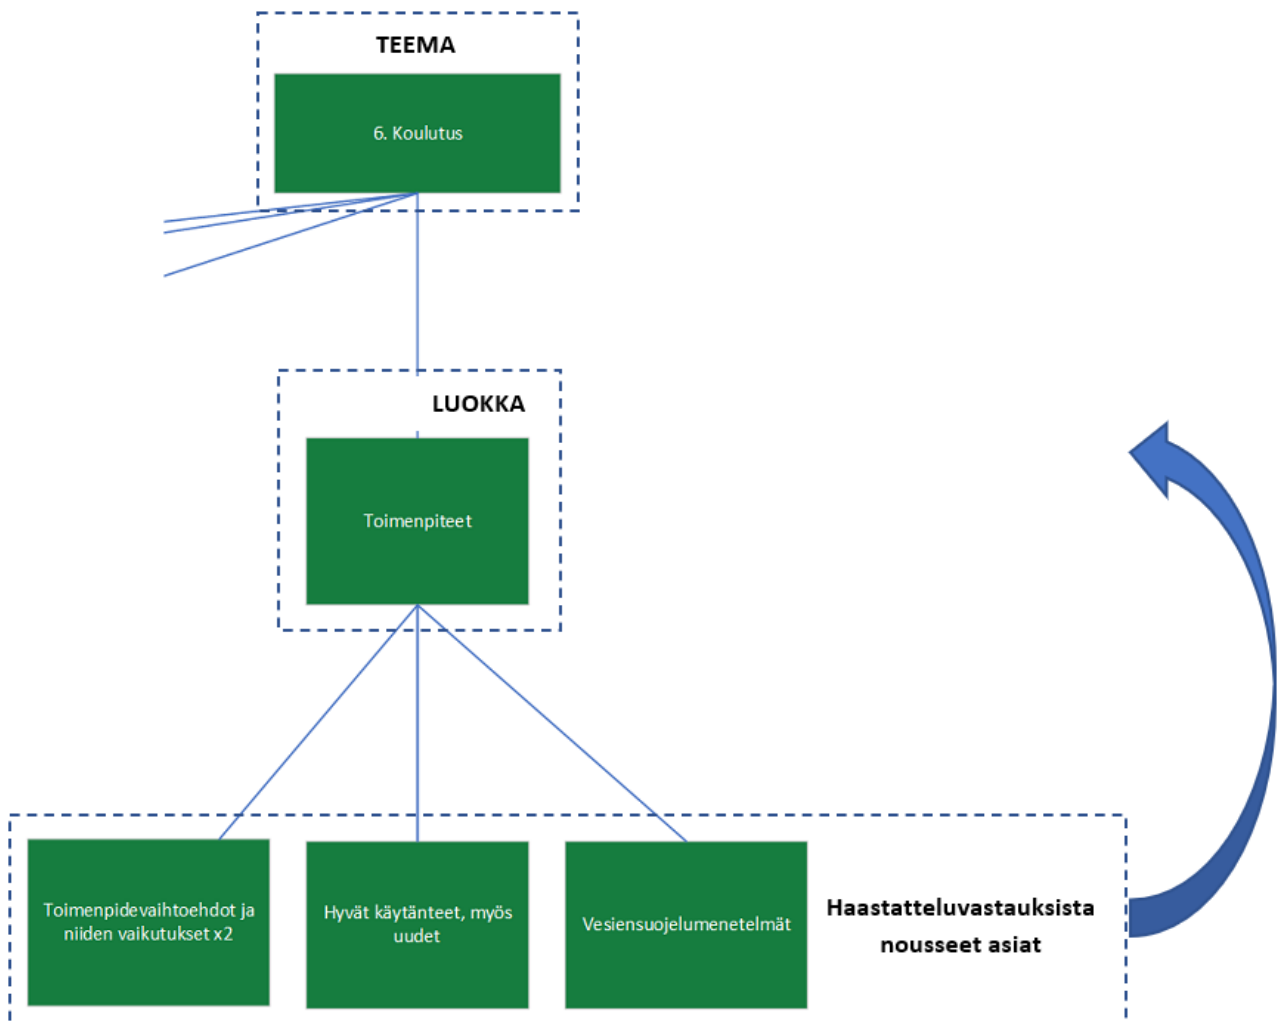 TEEMA
6. Koulutus
LUOKKA
Toimenpiteet
Toimenpidevaihtoehdot ja
niiden vaikutukset x2
Hyvät käytänteet, myös
uudet
Vesiensuojelumenetelmät
Haastatteluvastauksista
nousseet asiat